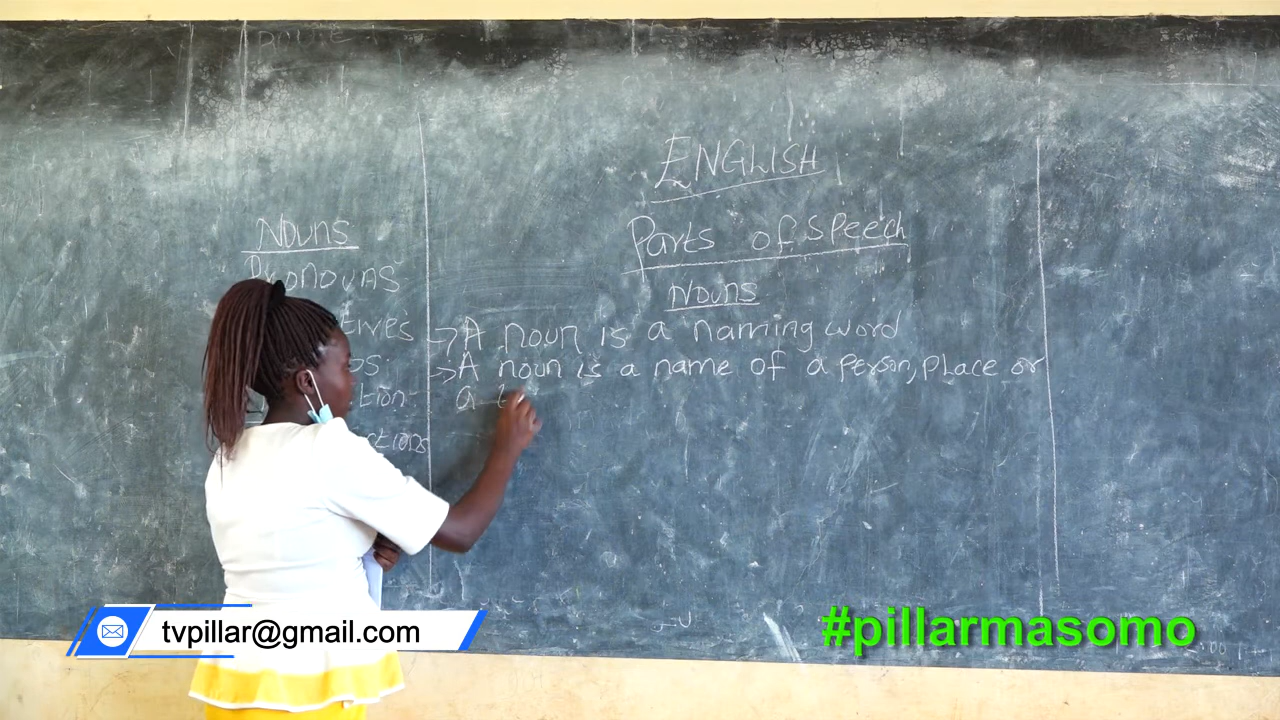 ENGLISH
Parts of speech
Nouns
→A noun is a naming word
→A noun is a name of a person, place or
a t
Nouns
Pronouns
tvpillar@gmail.com
#pillarmasomo